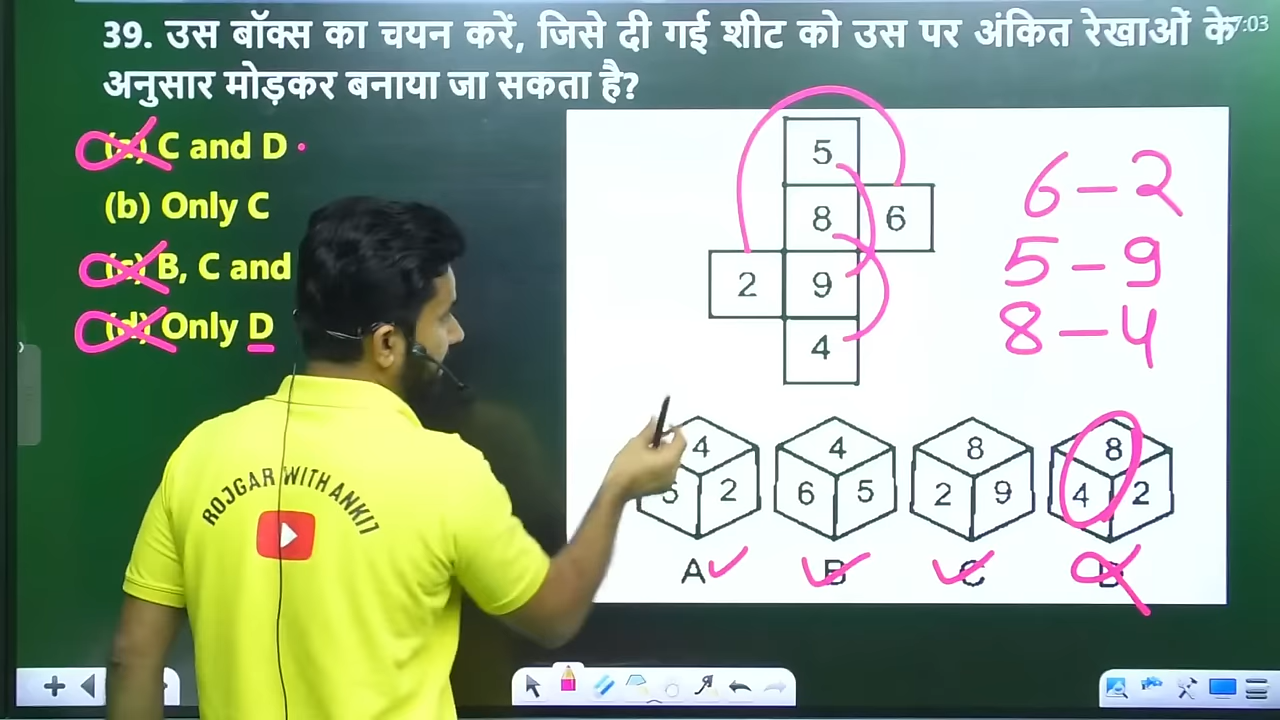 39. उस बॉक्स का चयन करें, जिसे दी गई शीट को उस पर अंकित रेखाओं के
अनुसार मोड़कर बनाया जा सकता है?
7:03
C and D
(b) Only C
(c) B, C and
(d) Only D
5
8 6
2 9
4
6-2
5-9
8-4
4
2
4
6 5
8
2 9
8
4 2
A
B
C
D
ROJGAR WITH ANKIT